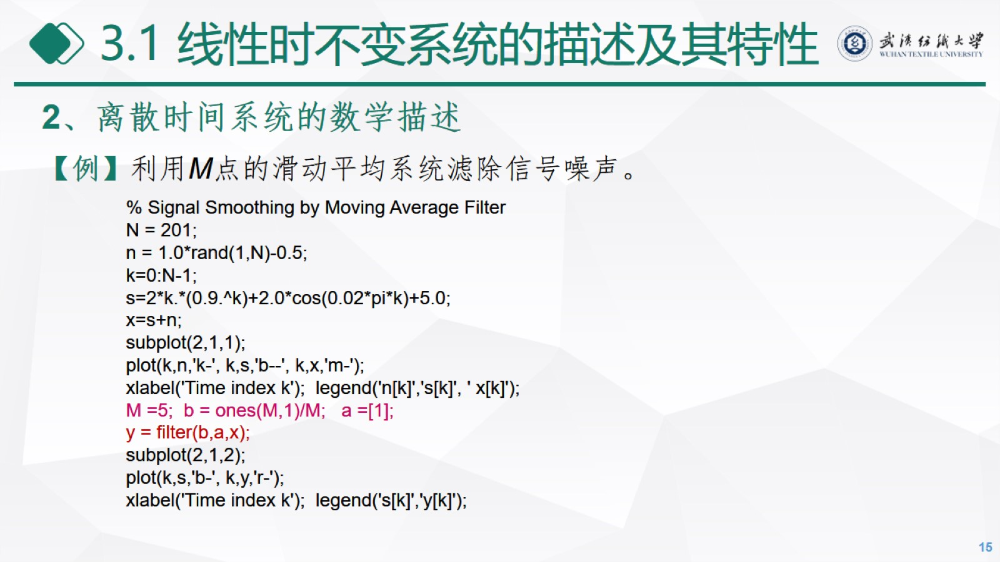 3.1 线性时不变系统的描述及其特性
武汉纺织大学
WUHAN TEXTILE UNIVERSITY
2、离散时间系统的数学描述
【例】利用M点的滑动平均系统滤除信号噪声。
% Signal Smoothing by Moving Average Filter
N = 201;
n = 1.0*rand(1,N)-0.5;
k=0:N-1;
s=2*k.*(0.9.^k)+2.0*cos(0.02*pi*k)+5.0;
x=s+n;
subplot(2,1,1);
plot(k,n,'k-', k,s,'b--', k,x,'m-');
xlabel('Time index k');  legend('n[k]','s[k]', ' x[k]');
M =5;  b = ones(M,1)/M;   a =[1];
y = filter(b,a,x);
subplot(2,1,2);
plot(k,s,'b-', k,y,'r-');
xlabel('Time index k');  legend('s[k]','y[k]');
15